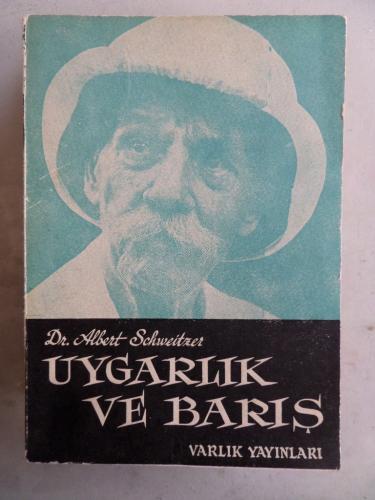 Dr. Albert Schweitzer
UYGARLIK
VE BARIŞ
VARLIK YAYINLARI